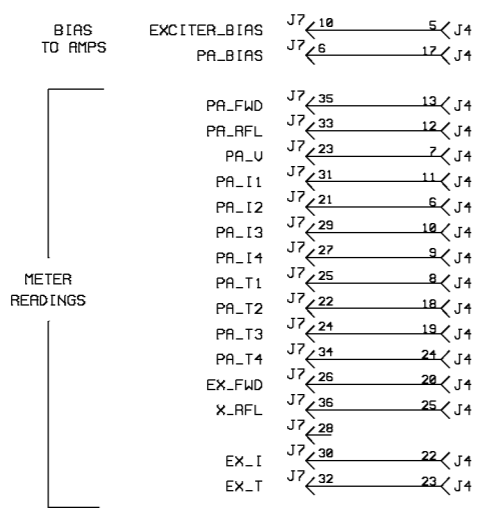 BIAS TO AMPS
EXCITER_BIAS J7 10 5 J4
PA_BIAS J7 6 17 J4
PA_FWD J7 35 13 J4
PA_RFL J7 33 12 J4
PA_V J7 23 7 J4
PA_I1 J7 31 11 J4
PA_I2 J7 21 6 J4
PA_I3 J7 29 10 J4
PA_I4 J7 27 9 J4
METER READINGS
PA_T1 J7 25 8 J4
PA_T2 J7 22 18 J4
PA_T3 J7 24 19 J4
PA_T4 J7 34 24 J4
EX_FWD J7 26 20 J4
X_RFL J7 36 25 J4
J7 28
EX_I J7 30 22 J4
EX_T J7 32 23 J4